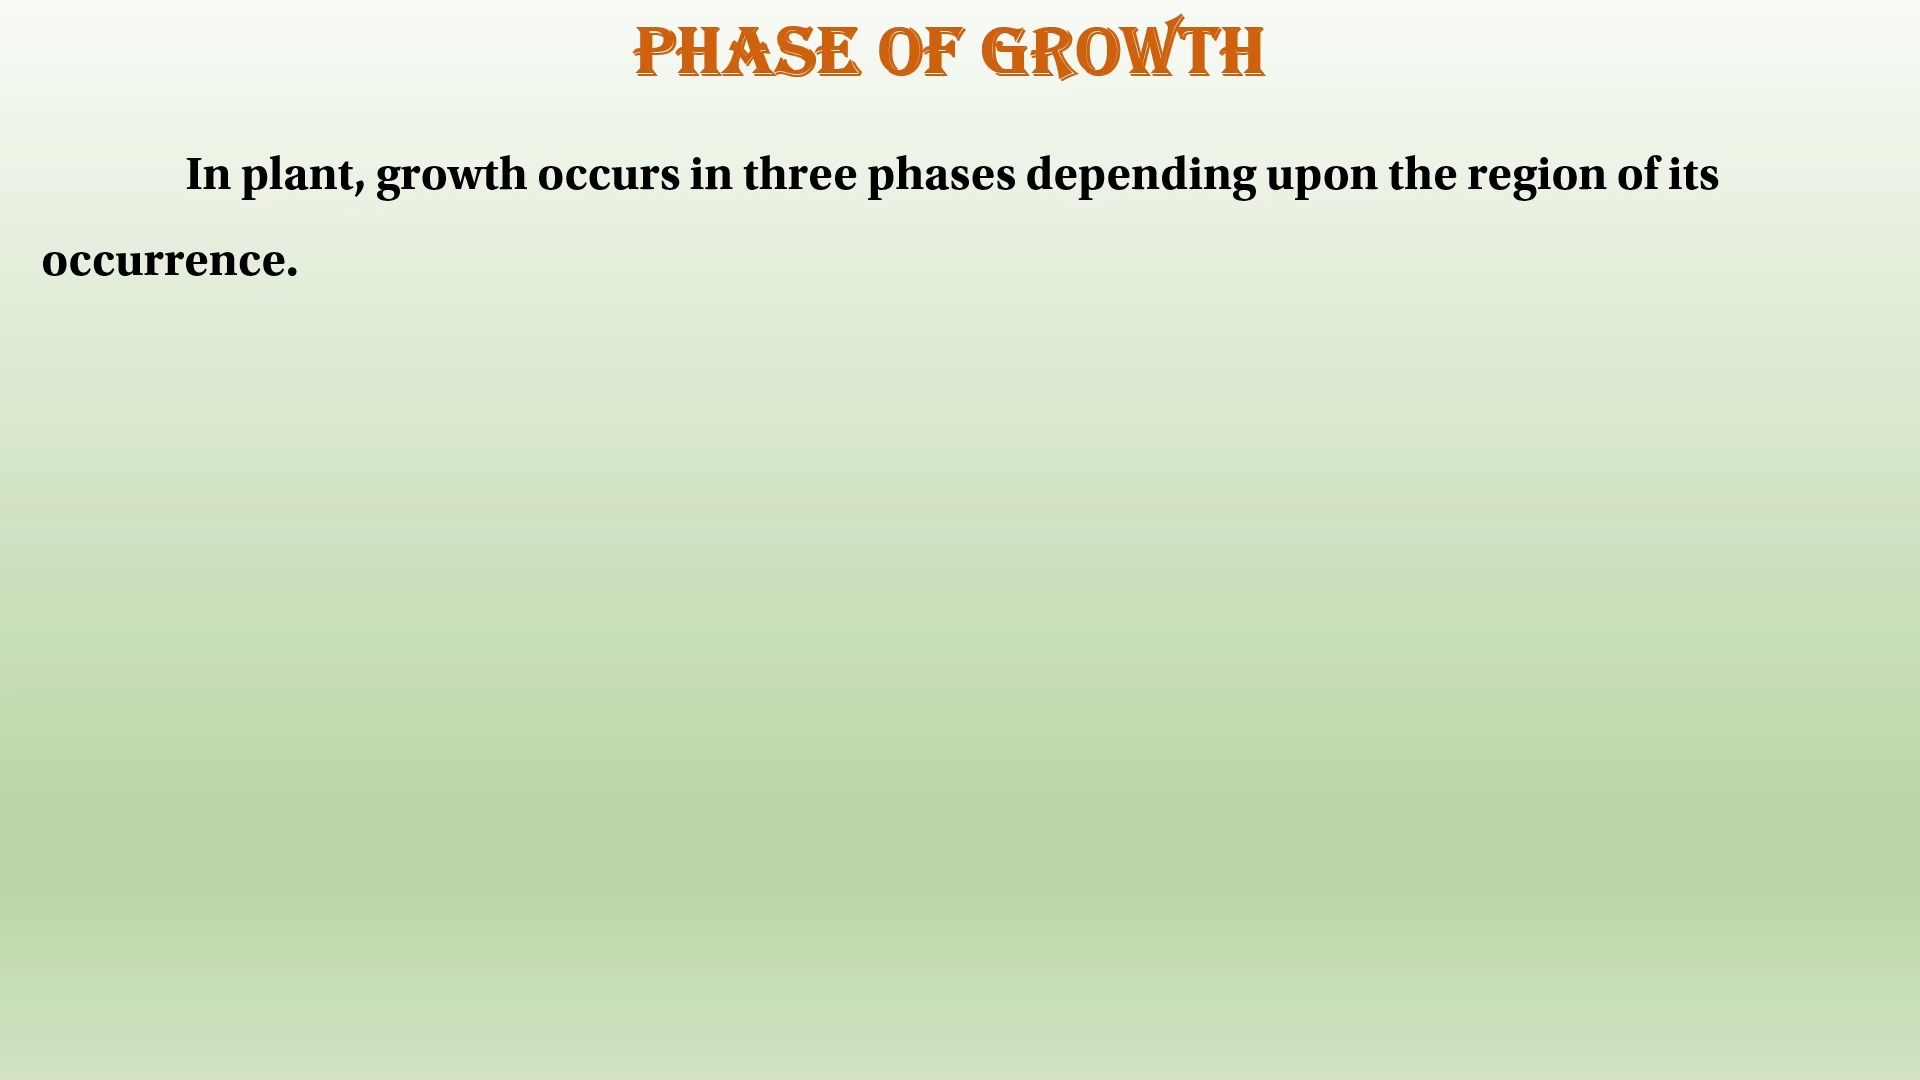 PHASE OF GROWTH
In plant, growth occurs in three phases depending upon the region of its
occurrence.